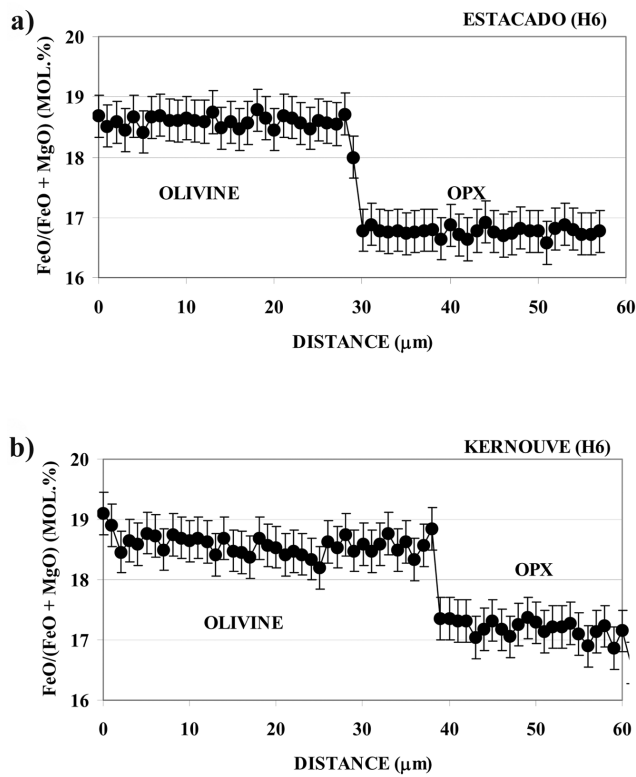 a)
ESTACADO (H6)
FeO/(FeO + MgO) (MOL.%)
20
19
18
17
16
OLIVINE
OPX
0 10 20 30 40 50 60
DISTANCE (μm)
b)
KERNOUVE (H6)
FeO/(FeO + MgO) (MOL.%)
20
19
18
17
16
OPX
OLIVINE
0 10 20 30 40 50 60
DISTANCE (μm)